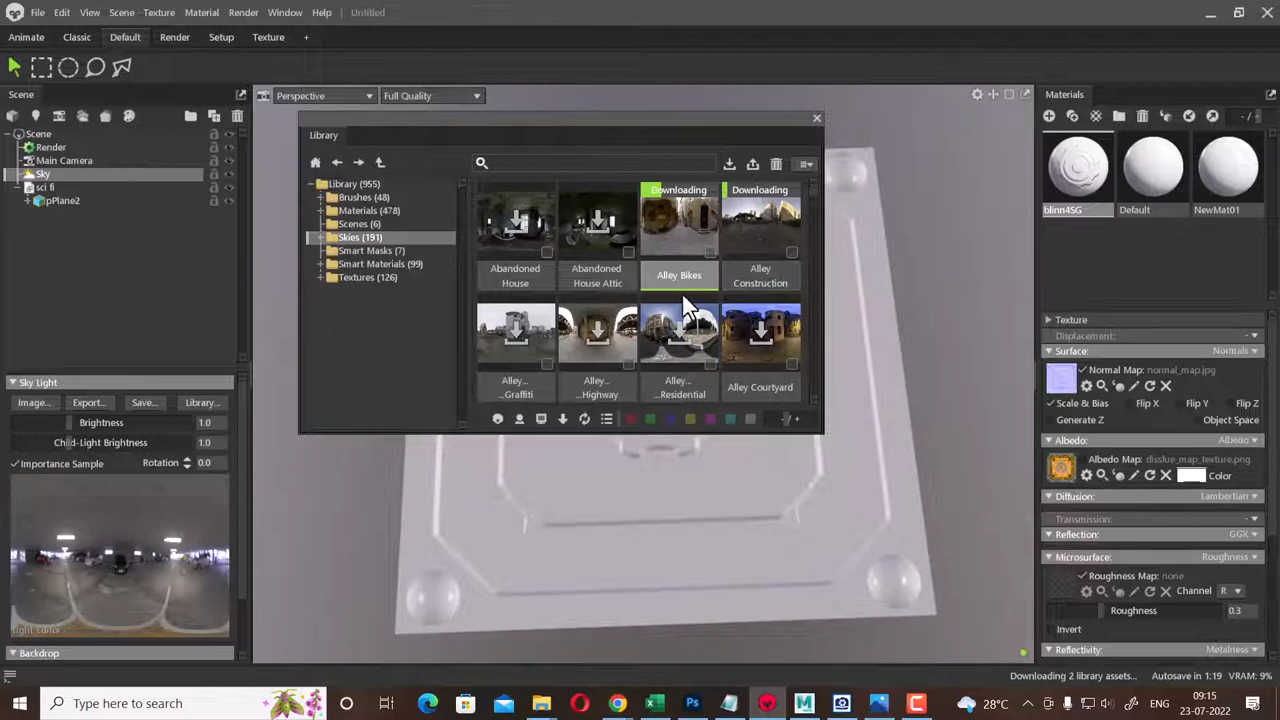 File Edit View Scene Texture Material Render Window Help Untitled
Animate Classic Default Render Setup Texture +
Scene
Scene
Render
Main Camera
Sky
sci fi
pPlane2
Sky Light
Image... Export... Save... Library...
Brightness 1.0
Child-Light Brightness 1.0
Importance Sample Rotation 0.0
Light Editor...
Backdrop
Perspective Full Quality
Library
Library (955)
Brushes (48)
Materials (478)
Scenes (6)
Skies (191)
Smart Masks (7)
Smart Materials (99)
Textures (126)
Downloading Downloading
Abandoned House
Abandoned House Attic
Alley Bikes
Alley Construction
Alley... ...Graffiti
Alley... ...Highway
Alley... ...Residential
Alley Courtyard
Materials
- / +
blinn4SG Default NewMat01
Texture
Displacement:
Surface: Normals
Normal Map: normal_map.jpg
Scale & Bias Flip X Flip Y Flip Z
Generate Z Object Space
Albedo: Albedo
Albedo Map: disslue_map_texture.png
Color
Diffusion: Lambertian
Transmission:
Reflection: GGX
Microsurface: Roughness
Roughness Map: none
Channel R
Roughness 0.3
Invert
Reflectivity: Metalness
Downloading 2 library assets... Autosave in 1:19 VRAM: 9%
Type here to search
28°C ENG
09:15
23-07-2022